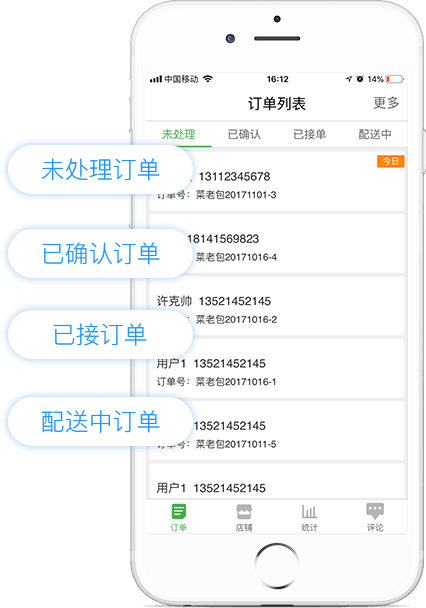 中国移动
16:12
14%
订单列表
更多
未处理
已确认
已接单
配送中
今日
未处理订单
13112345678
订单号：菜老包20171101-3
已确认订单
18141569823
菜老包20171016-4
许克帅 13521452145
菜老包20171016-2
已接订单
用户1 13521452145
订单号：菜老包20171016-1
配送中订单
13521452145
订单号：菜老包20171011-5
用户1 13521452145
订单
店铺
统计
评论